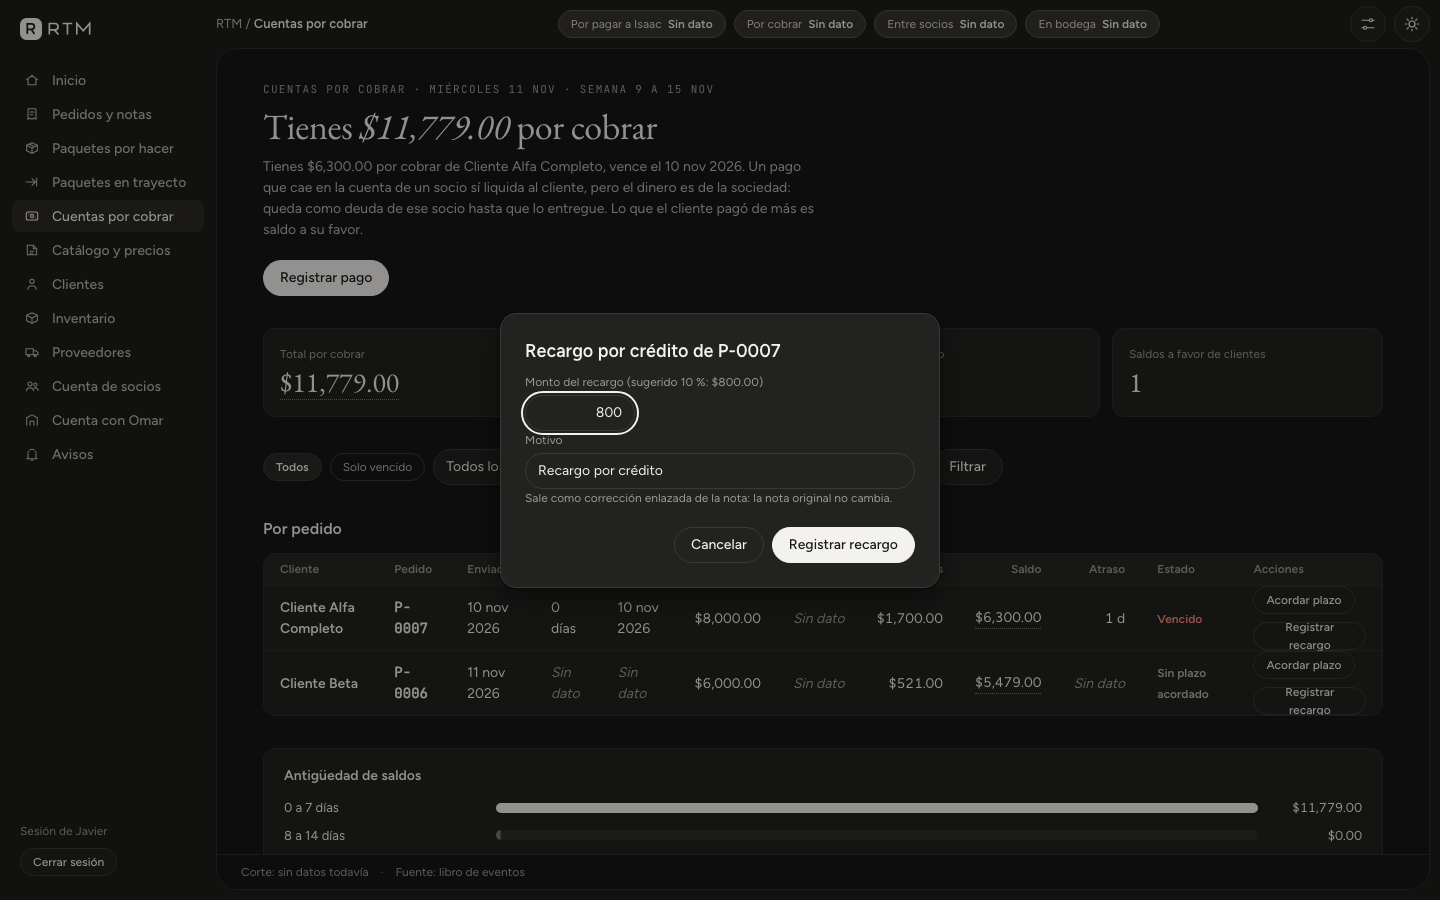 R RTM
RTM / Cuentas por cobrar
Por pagar a Isaac Sin dato
Por cobrar Sin dato
Entre socios Sin dato
En bodega Sin dato
Inicio
Pedidos y notas
Paquetes por hacer
Paquetes en trayecto
Cuentas por cobrar
Catálogo y precios
Clientes
Inventario
Proveedores
Cuenta de socios
Cuenta con Omar
Avisos
Sesión de Javier
Cerrar sesión
CUENTAS POR COBRAR · MIÉRCOLES 11 NOV · SEMANA 9 A 15 NOV
Tienes $11,779.00 por cobrar
Tienes $6,300.00 por cobrar de Cliente Alfa Completo, vence el 10 nov 2026. Un pago
que cae en la cuenta de un socio sí liquida al cliente, pero el dinero es de la sociedad:
queda como deuda de ese socio hasta que lo entregue. Lo que el cliente pagó de más es
saldo a su favor.
Registrar pago
Total por cobrar
$11,779.00
Saldos a favor de clientes
1
Todos
Solo vencido
Todos lo
Filtrar
Recargo por crédito de P-0007
Monto del recargo (sugerido 10 %: $800.00)
800
Motivo
Recargo por crédito
Sale como corrección enlazada de la nota: la nota original no cambia.
Cancelar
Registrar recargo
Por pedido
Cliente Pedido Saldo Atraso Estado Acciones
Cliente Alfa Completo P-0007 10 nov 2026 0 días 10 nov 2026 $8,000.00 Sin dato $1,700.00 $6,300.00 1 d Vencido Acordar plazo Registrar recargo
Cliente Beta P-0006 11 nov 2026 Sin dato Sin dato $6,000.00 Sin dato $521.00 $5,479.00 Sin dato Sin plazo acordado Acordar plazo Registrar recargo
Antigüedad de saldos
0 a 7 días $11,779.00
8 a 14 días $0.00
Corte: sin datos todavía · Fuente: libro de eventos